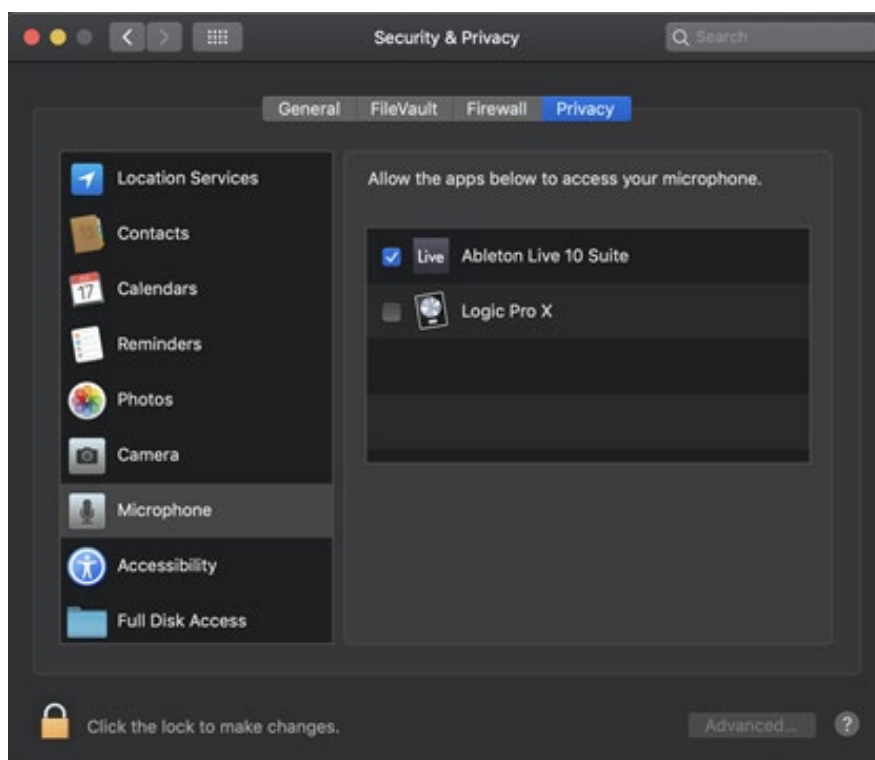 Security & Privacy
Search
General FileVault Firewall Privacy
Location Services
Contacts
Calendars
Reminders
Photos
Camera
Microphone
Accessibility
Full Disk Access
Allow the apps below to access your microphone.
Live Ableton Live 10 Suite
Logic Pro X
17
Click the lock to make changes.
Advanced...
?